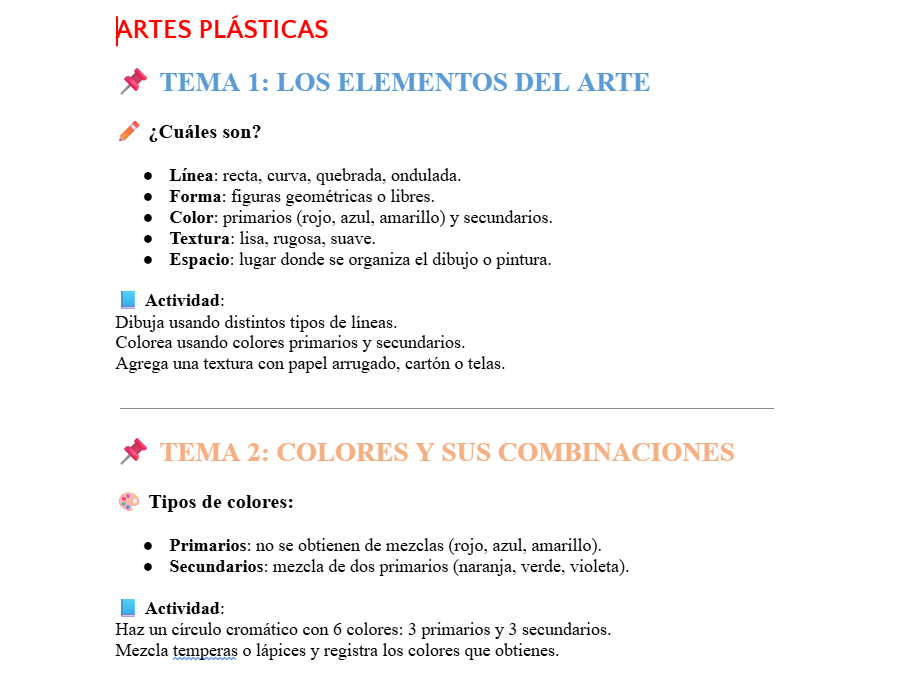 ARTES PLÁSTICAS
📌 TEMA 1: LOS ELEMENTOS DEL ARTE
✏️ ¿Cuáles son?
● Línea: recta, curva, quebrada, ondulada.
● Forma: figuras geométricas o libres.
● Color: primarios (rojo, azul, amarillo) y secundarios.
● Textura: lisa, rugosa, suave.
● Espacio: lugar donde se organiza el dibujo o pintura.
📘 Actividad:
Dibuja usando distintos tipos de líneas.
Colorea usando colores primarios y secundarios.
Agrega una textura con papel arrugado, cartón o telas.
📌 TEMA 2: COLORES Y SUS COMBINACIONES
🎨 Tipos de colores:
● Primarios: no se obtienen de mezclas (rojo, azul, amarillo).
● Secundarios: mezcla de dos primarios (naranja, verde, violeta).
📘 Actividad:
Haz un círculo cromático con 6 colores: 3 primarios y 3 secundarios.
Mezcla temperas o lápices y registra los colores que obtienes.